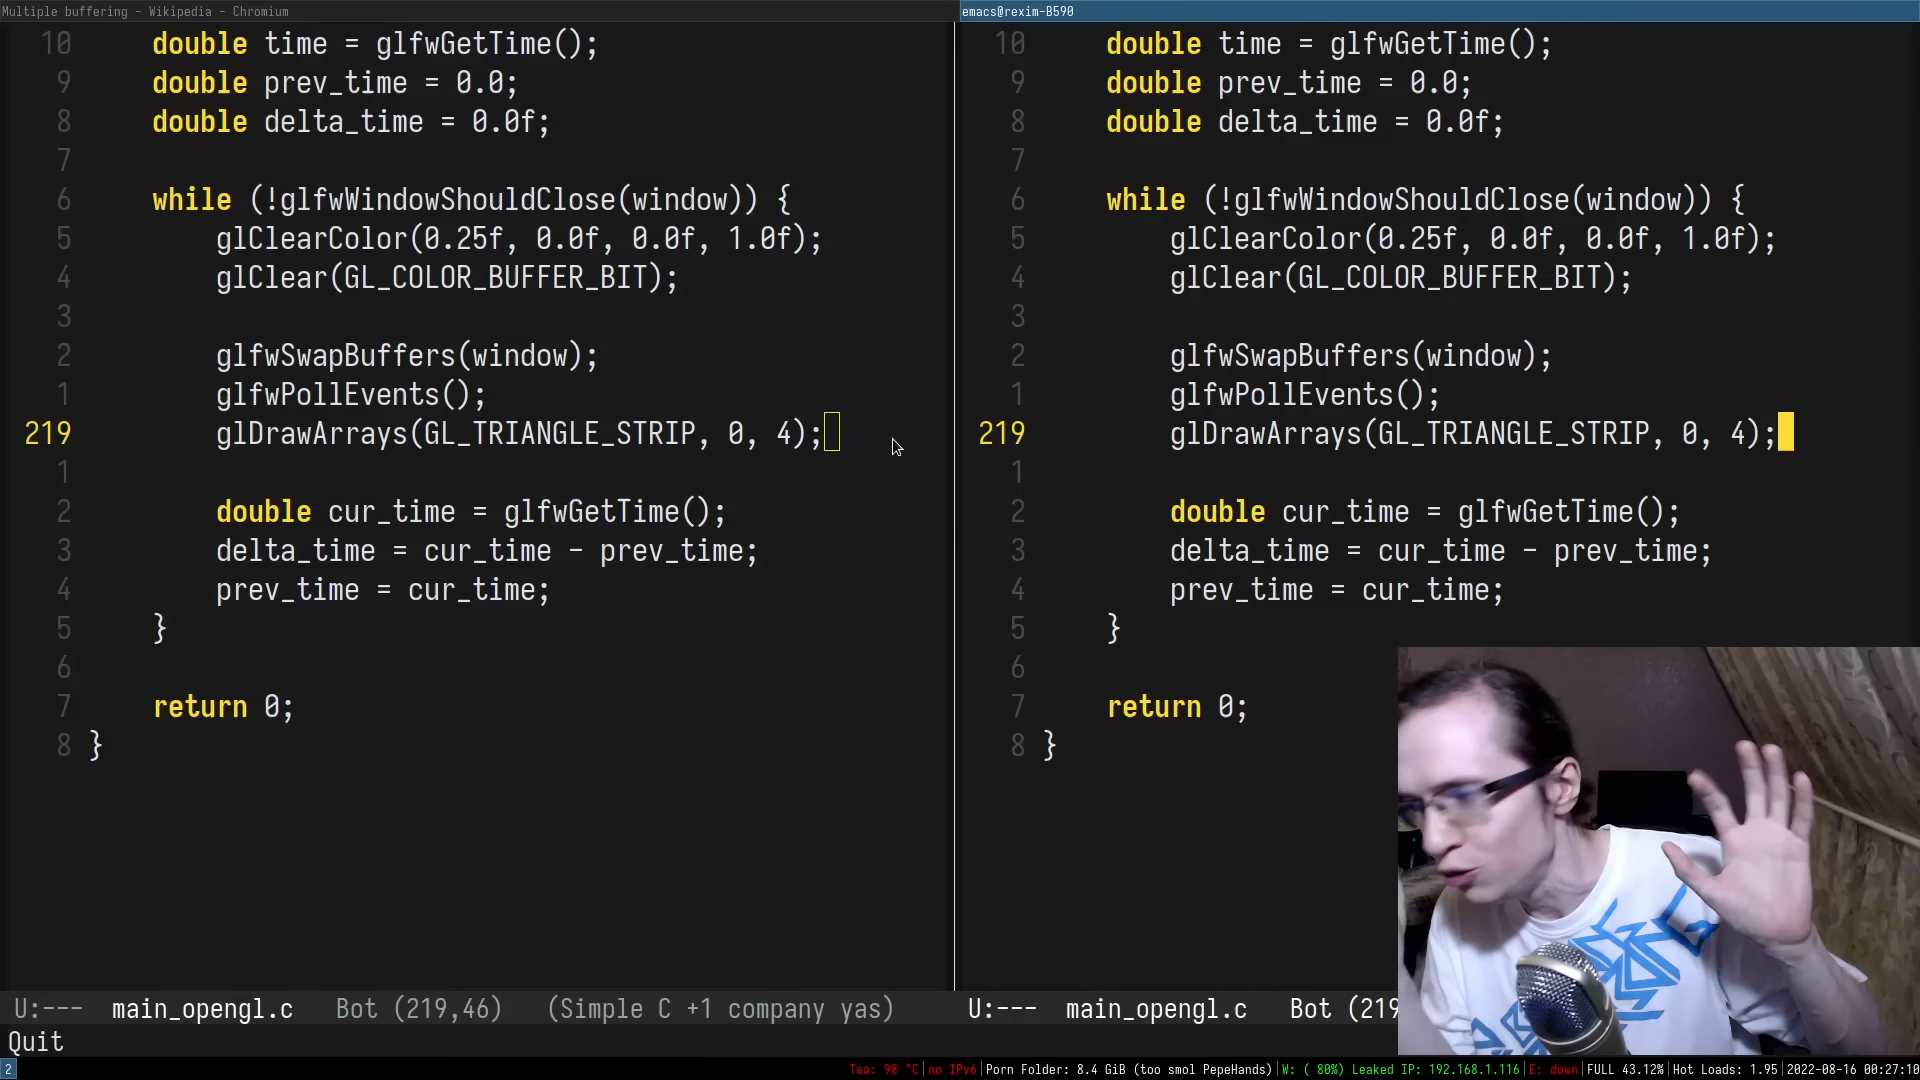 Multiple buffering - Wikipedia - Chromium
emacs@rexim-B590
10 double time = glfwGetTime();
9 double prev_time = 0.0;
8 double delta_time = 0.0f;
7
6 while (!glfwWindowShouldClose(window)) {
5 glClearColor(0.25f, 0.0f, 0.0f, 1.0f);
4 glClear(GL_COLOR_BUFFER_BIT);
3
2 glfwSwapBuffers(window);
1 glfwPollEvents();
219 glDrawArrays(GL_TRIANGLE_STRIP, 0, 4);
1
2 double cur_time = glfwGetTime();
3 delta_time = cur_time - prev_time;
4 prev_time = cur_time;
5 }
6
7 return 0;
8 }
U:--- main_opengl.c Bot (219,46) (Simple C +1 company yas)
10 double time = glfwGetTime();
9 double prev_time = 0.0;
8 double delta_time = 0.0f;
7
6 while (!glfwWindowShouldClose(window)) {
5 glClearColor(0.25f, 0.0f, 0.0f, 1.0f);
4 glClear(GL_COLOR_BUFFER_BIT);
3
2 glfwSwapBuffers(window);
1 glfwPollEvents();
219 glDrawArrays(GL_TRIANGLE_STRIP, 0, 4);
1
2 double cur_time = glfwGetTime();
3 delta_time = cur_time - prev_time;
4 prev_time = cur_time;
5 }
6
7 return 0;
8 }
U:--- main_opengl.c Bot (219
Quit
2 Tea: 98 °C|no IPv6|Porn Folder: 8.4 GiB (too smol PepeHands)|W: ( 80%) Leaked IP: 192.168.1.116|E: down|FULL 43.12%|Hot Loads: 1.95|2022-08-16 00:27:10